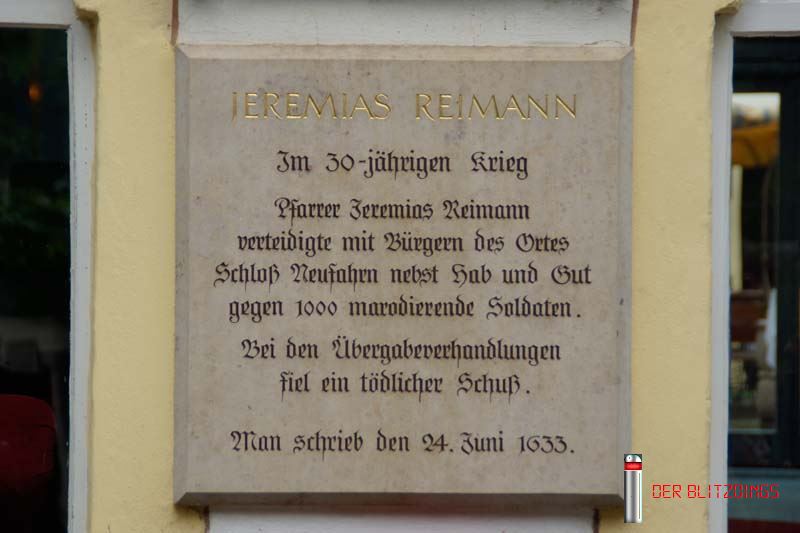 JEREMIAS REIMANN
Im 30-jährigen Krieg
Pfarrer Jeremias Reimann
verteidigte mit Bürgern des Ortes
Schloß Neufahrn nebst Hab und Gut
gegen 1000 marodierende Soldaten.
Bei den Übergabeverhandlungen
fiel ein tödlicher Schuß.
Man schrieb den 24. Juni 1633.
DER BLITZDINGS